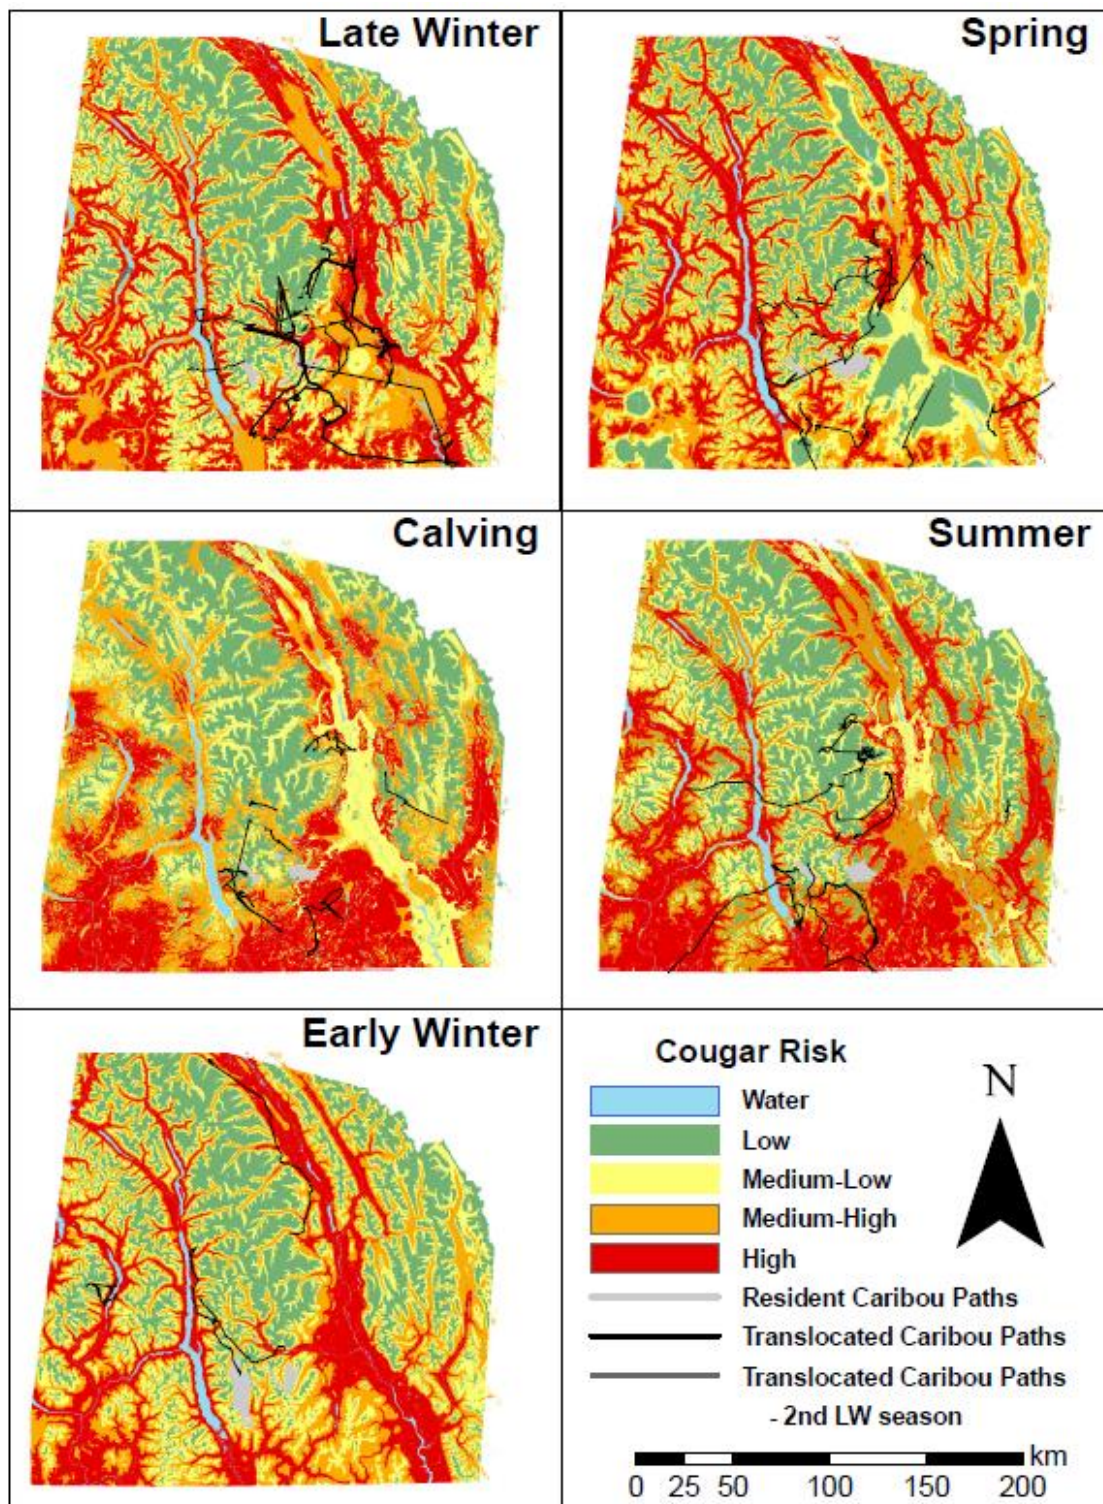 Late Winter
Spring
Calving
Summer
Early Winter
Cougar Risk
Water
Low
Medium-Low
Medium-High
High
Resident Caribou Paths
Translocated Caribou Paths
Translocated Caribou Paths
- 2nd LW season
N
km
0 25 50 100 150 200